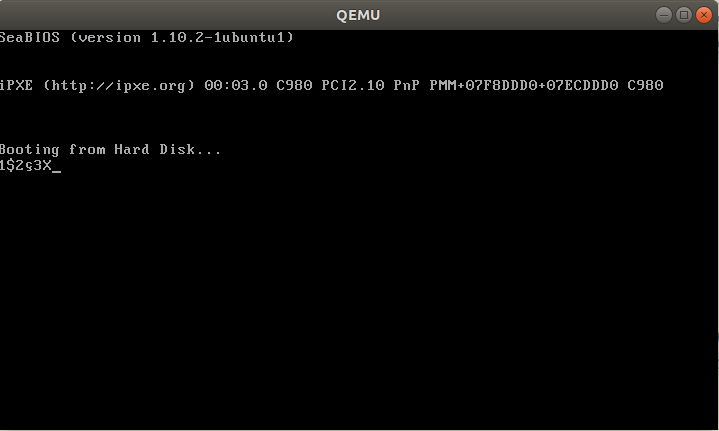 QEMU
SeaBIOS (version 1.10.2-1ubuntu1)
iPXE (http://ipxe.org) 00:03.0 C980 PCI2.10 PnP PMM+07F8DDD0+07ECDDD0 C980
Booting from Hard Disk...
1$2ç3X_